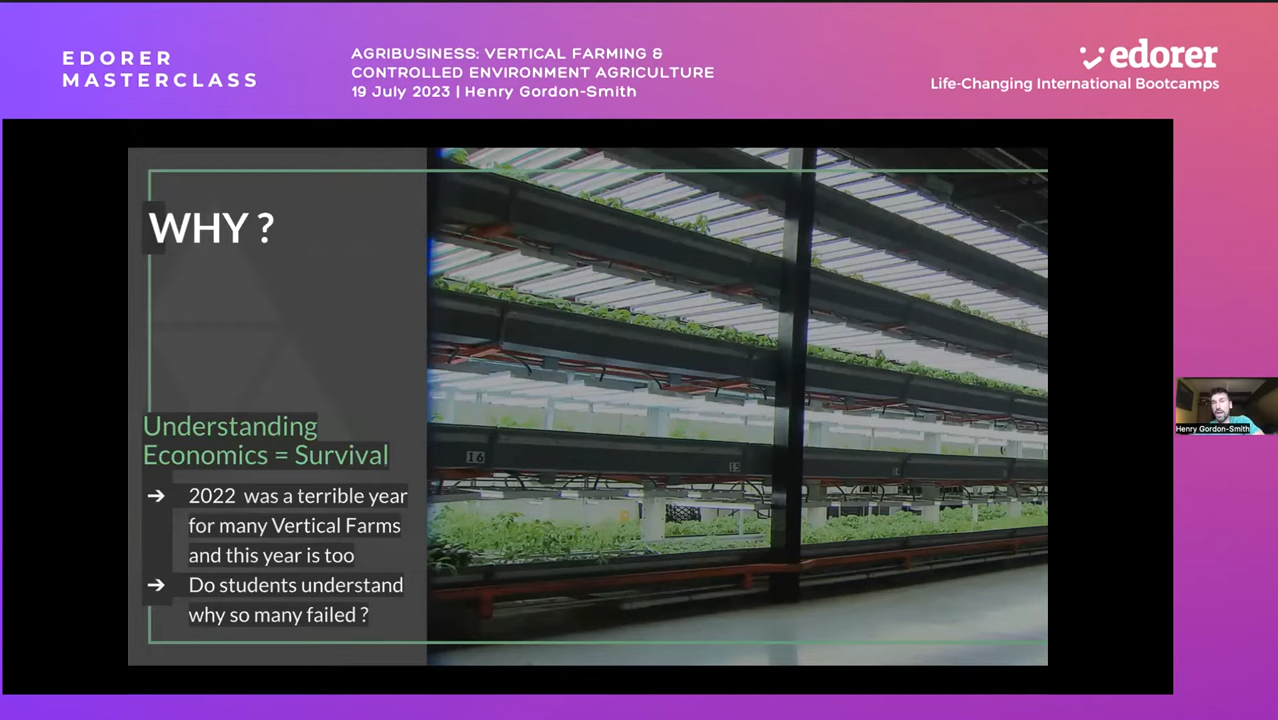 EDORER
MASTERCLASS
AGRIBUSINESS: VERTICAL FARMING &
CONTROLLED ENVIRONMENT AGRICULTURE
19 July 2023 | Henry Gordon-Smith
edorer
Life-Changing International Bootcamps
WHY ?
Understanding
Economics = Survival
➔ 2022 was a terrible year
for many Vertical Farms
and this year is too
➔ Do students understand
why so many failed ?
16
15
Henry Gordon-Smith